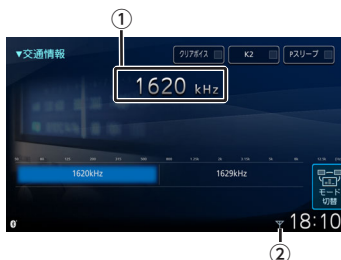 ①
▼交通情報
クリアボイス
K2
Pスリープ
1620 kHz
1620kHz
1629kHz
モード
切替
18:10
②